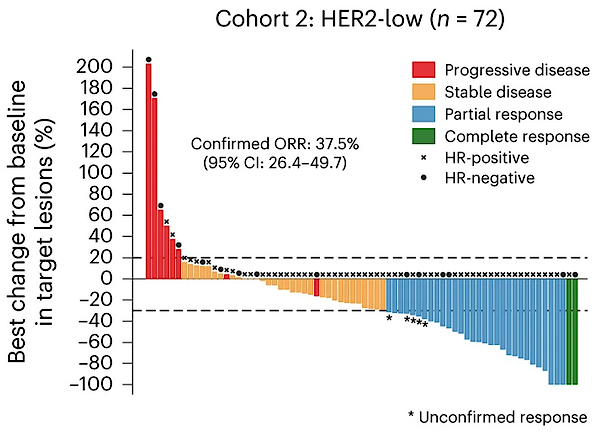 Cohort 2: HER2-low (n = 72)
Best change from baseline
in target lesions (%)
200
180
160
140
120
100
80
60
40
20
0
−20
−40
−60
−80
−100
Confirmed ORR: 37.5%
(95% CI: 26.4–49.7)
Progressive disease
Stable disease
Partial response
Complete response
× HR-positive
• HR-negative
*
****
* Unconfirmed response